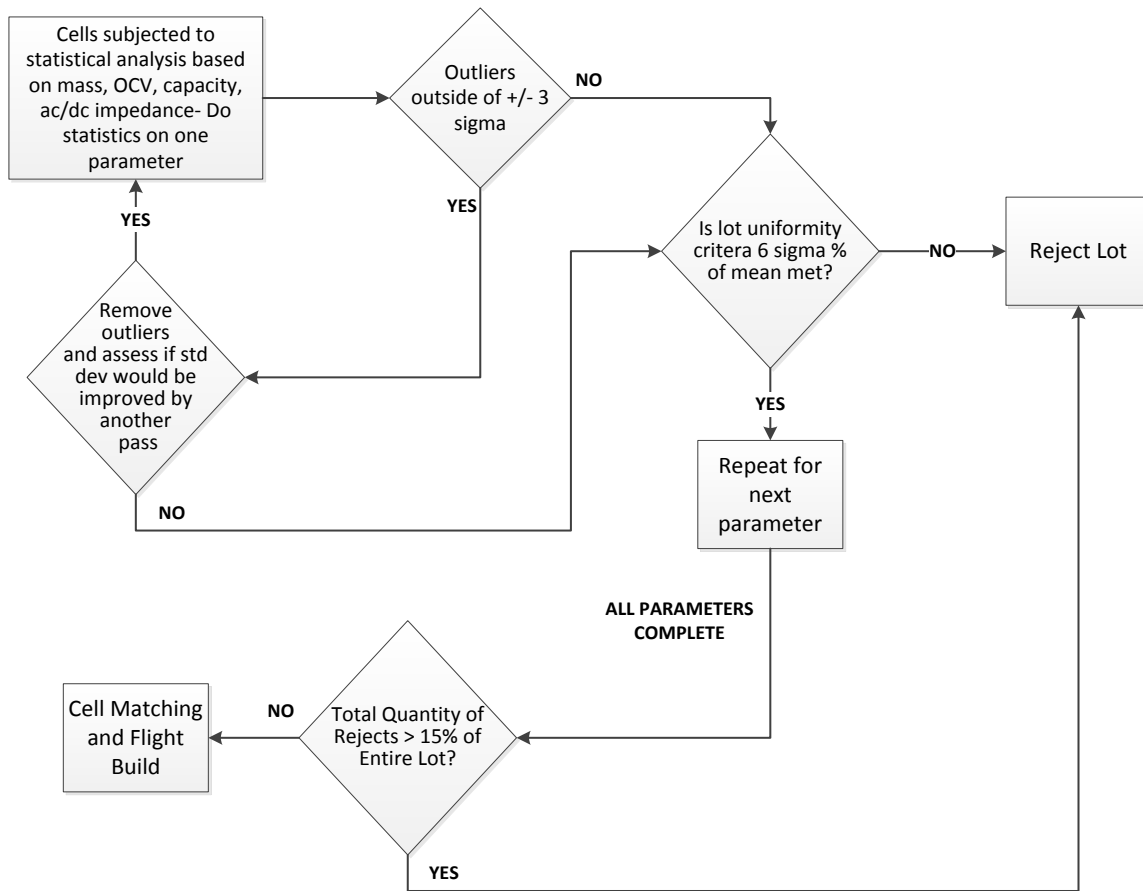 Cells subjected to
statistical analysis based
on mass, OCV, capacity,
ac/dc impedance- Do
statistics on one
parameter
Outliers
outside of +/- 3
sigma
NO
YES
YES
Is lot uniformity
critera 6 sigma %
of mean met?
NO
Reject Lot
Remove
outliers
and assess if std
dev would be
improved by
another
pass
YES
NO
Repeat for
next
parameter
ALL PARAMETERS
COMPLETE
Total Quantity of
Rejects > 15% of
Entire Lot?
NO
Cell Matching
and Flight
Build
YES